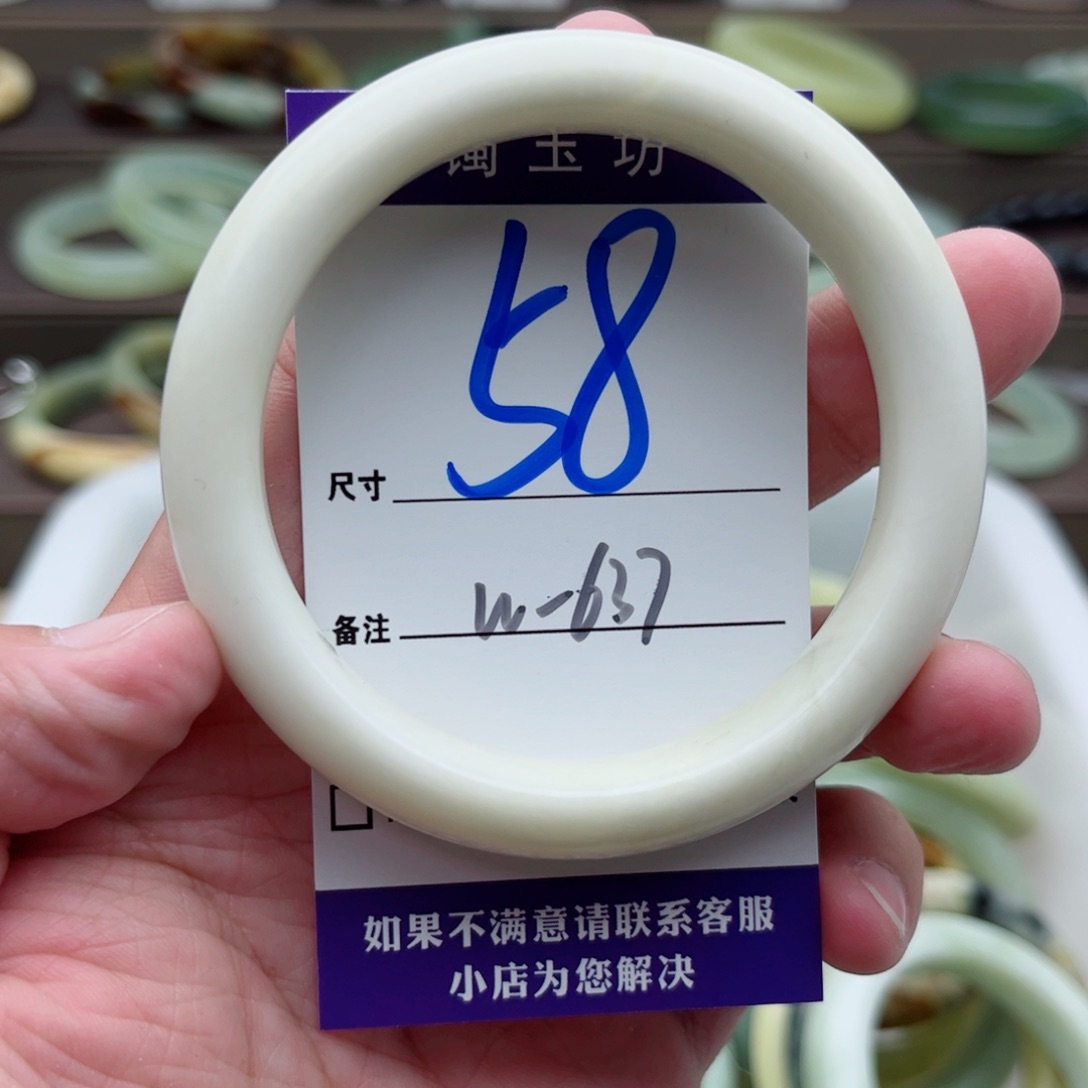 玉坊
58
尺寸
w-637
备注
如果不满意请联系客服
小店为您解决